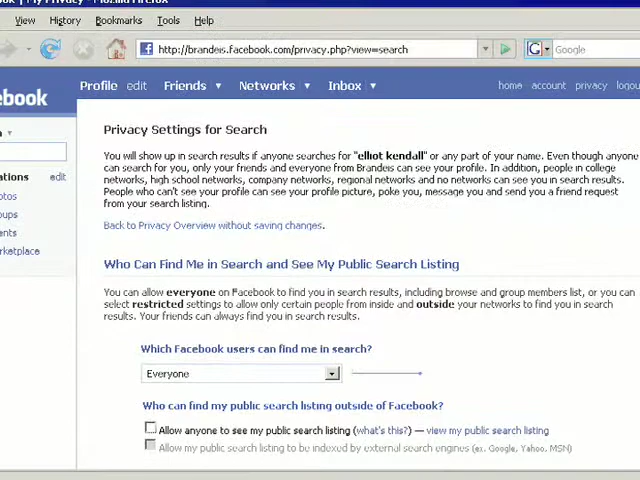 My Privacy - Mozilla Firefox
View History Bookmarks Tools Help
http://brandeis.facebook.com/privacy.php?view=search
G Google
ebook
Profile edit Friends Networks Inbox home account privacy logou
Privacy Settings for Search
You will show up in search results if anyone searches for "elliot kendall" or any part of your name. Even though anyone
can search for you, only your friends and everyone from Brandeis can see your profile. In addition, people in college
networks, high school networks, company networks, regional networks and no networks can see you in search results.
People who can't see your profile can see your profile picture, poke you, message you and send you a friend request
from your search listing.
Back to Privacy Overview without saving changes.
ations edit
otos
oups
ents
rketplace
Who Can Find Me in Search and See My Public Search Listing
You can allow everyone on Facebook to find you in search results, including browse and group members list, or you can
select restricted settings to allow only certain people from inside and outside your networks to find you in search
results. Your friends can always find you in search results.
Which Facebook users can find me in search?
Everyone
Who can find my public search listing outside of Facebook?
Allow anyone to see my public search listing (what's this?) — view my public search listing
Allow my public search listing to be indexed by external search engines (ex. Google, Yahoo, MSN)